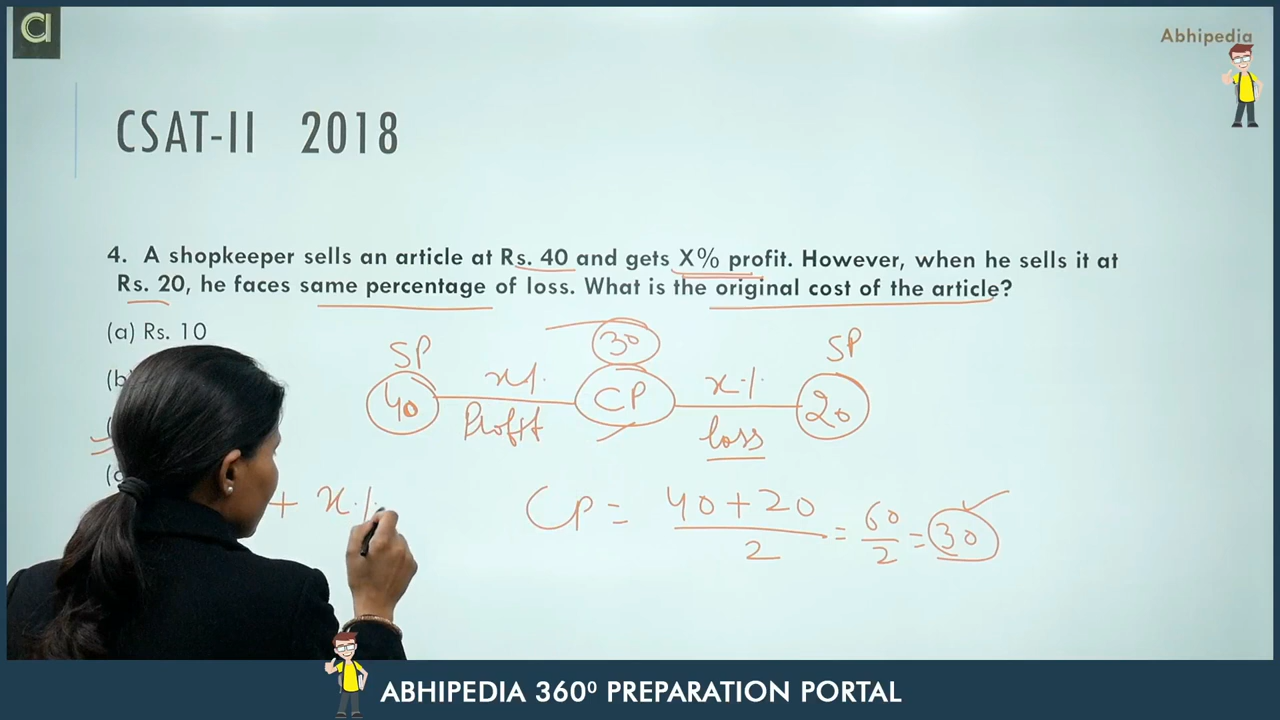 a
Abhipedia
CSAT-II 2018
4. A shopkeeper sells an article at Rs. 40 and gets X% profit. However, when he sells it at
Rs. 20, he faces same percentage of loss. What is the original cost of the article?
(a) Rs. 10
(b)
SP 30 SP
40 x% CP x% 20
Profit loss
+ x% CP = 40+20 / 2 = 60/2 = 30
ABHIPEDIA 360⁰ PREPARATION PORTAL